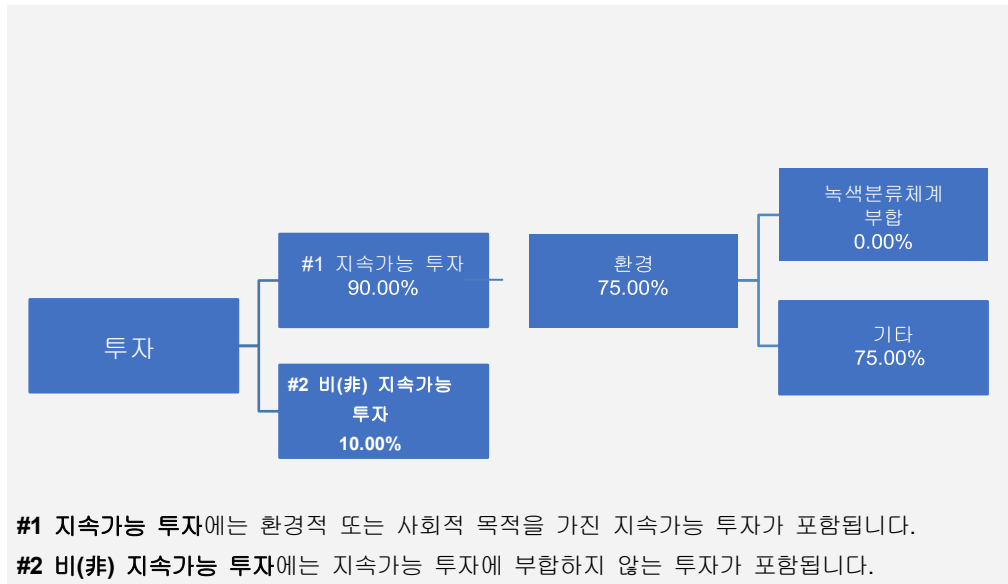 투자
#1 지속가능 투자
90.00%
#2 비(非) 지속가능
투자
10.00%
환경
75.00%
녹색분류체계
부합
0.00%
기타
75.00%
#1 지속가능 투자에는 환경적 또는 사회적 목적을 가진 지속가능 투자가 포함됩니다.
#2 비(非) 지속가능 투자에는 지속가능 투자에 부합하지 않는 투자가 포함됩니다.